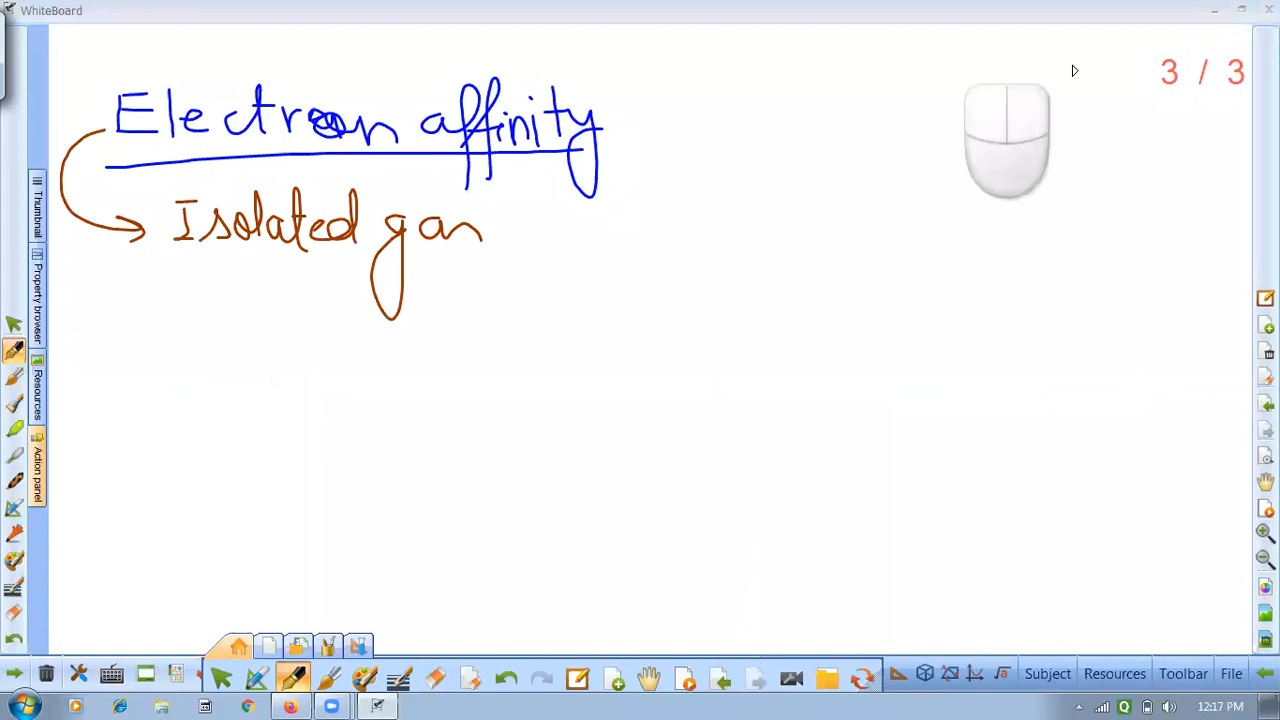 WhiteBoard
3 / 3
Electron affinity
Isolated gas
Thumbnail
Property browser
Resources
Action panel
Subject Resources Toolbar File
12:17 PM